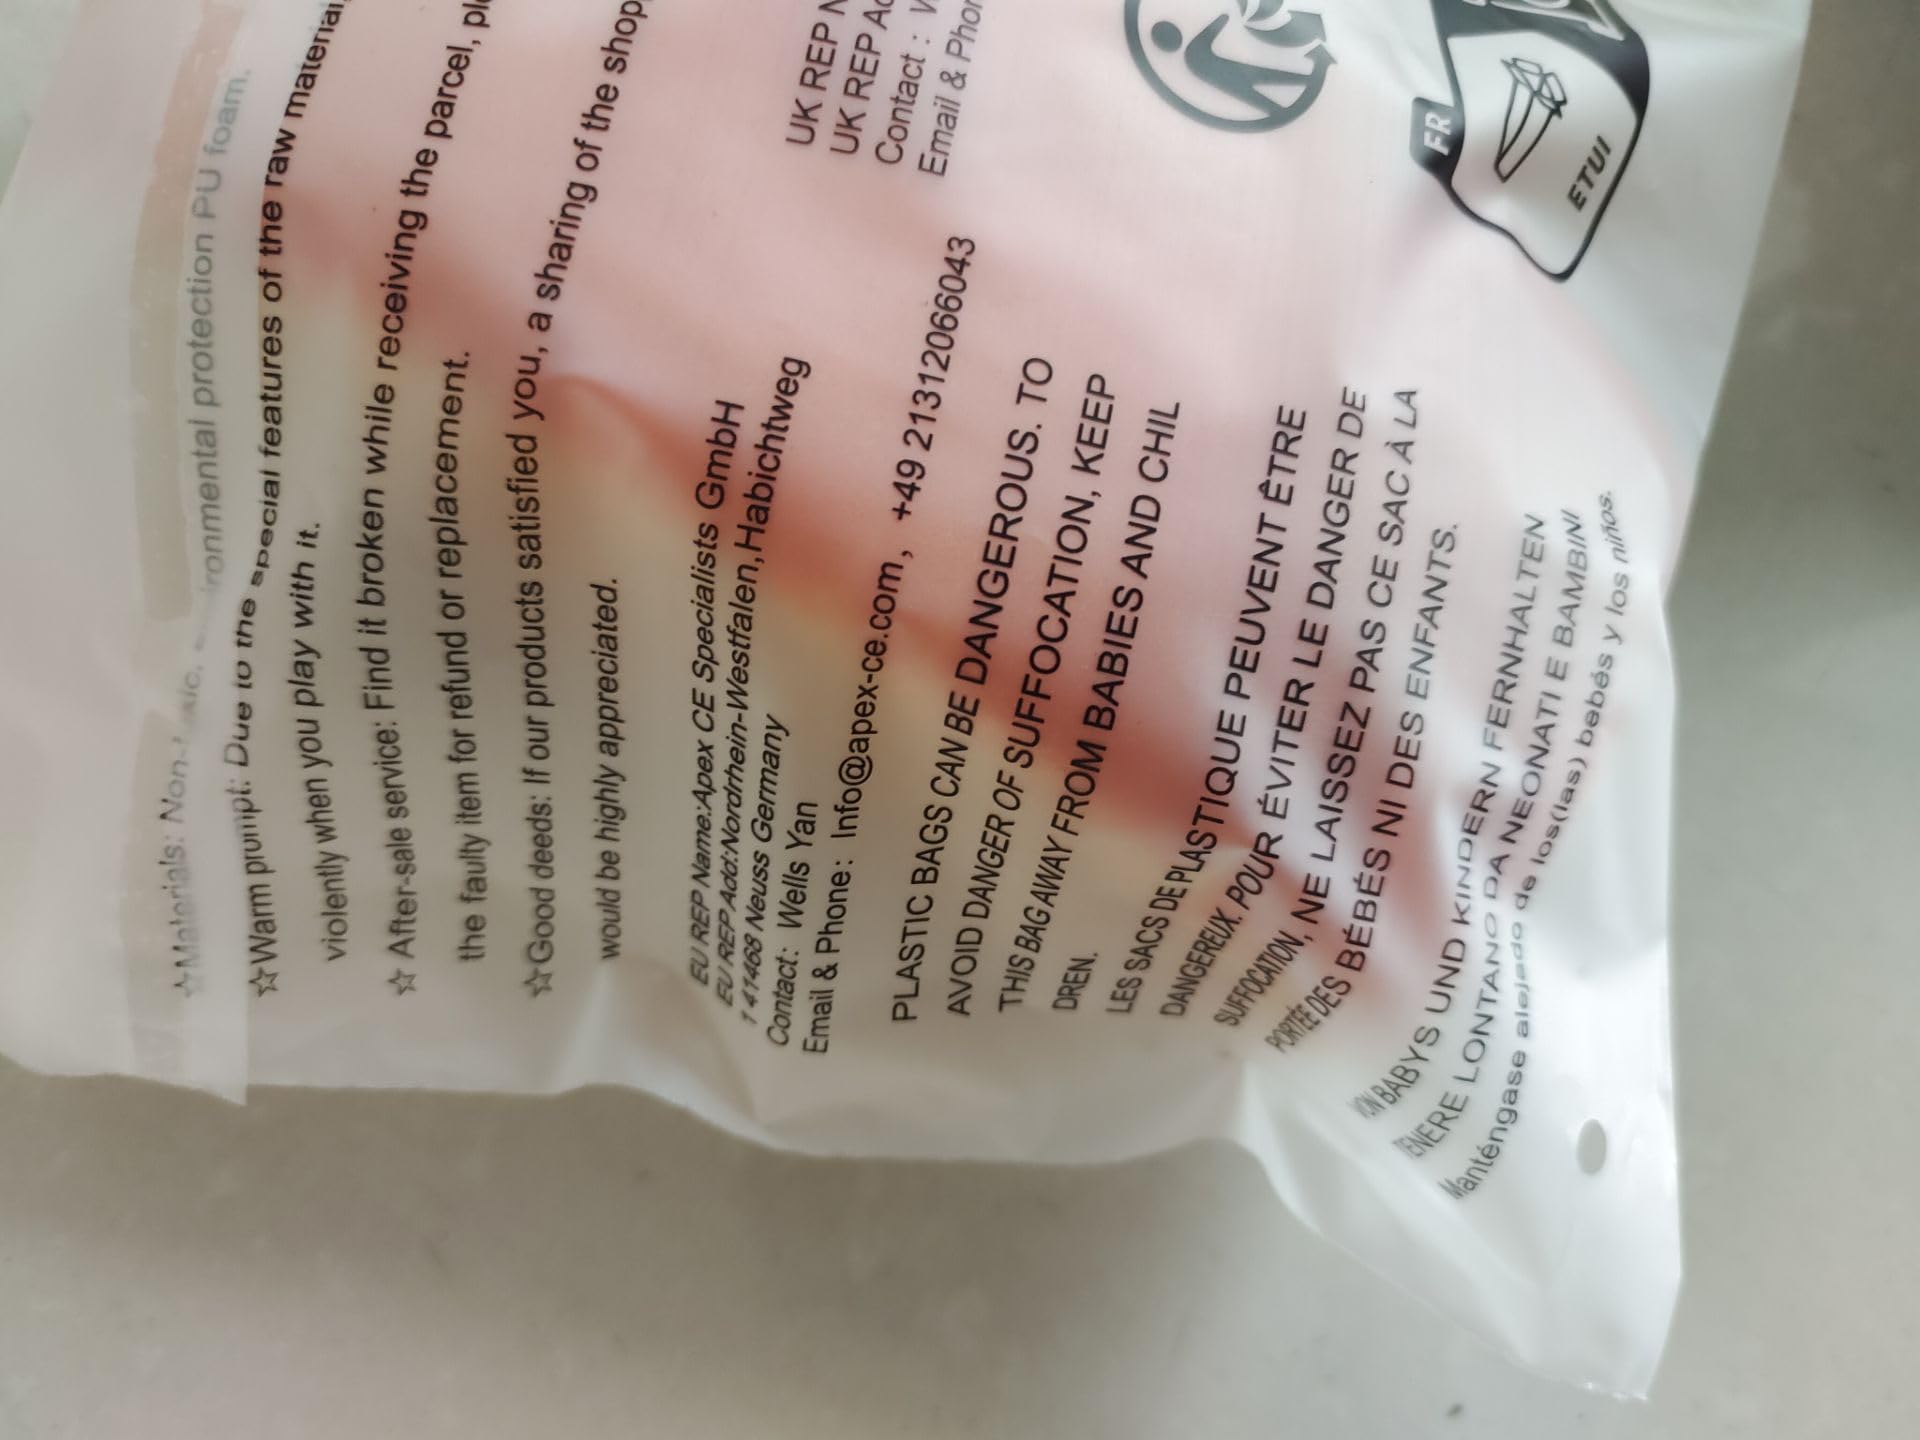 ☆Materials: Non- ronmental protection PU foam.
☆Warm prompt: Due to the special features of the raw material,
violently when you play with it.
☆ After-sale service: Find it broken while receiving the parcel,
the faulty item for refund or replacement.
☆Good deeds: If our products satisfied you, a sharing of the shop
would be highly appreciated.
EU REP Name:Apex CE Specialists GmbH
EU REP Add:Nordrhein-Westfalen,Habichtweg
1 41468 Neuss Germany
Contact: Wells Yan
Email & Phone: Info@apex-ce.com, +49 21312066043
UK REP
UK REP
Contact :
Email &
PLASTIC BAGS CAN BE DANGEROUS. TO
AVOID DANGER OF SUFFOCATION, KEEP
THIS BAG AWAY FROM BABIES AND CHIL
DREN.
LES SACS DE PLASTIQUE PEUVENT ÊTRE
DANGEREUX. POUR ÉVITER LE DANGER DE
SUFFOCATION, NE LAISSEZ PAS CE SAC À LA
PORTÉE DES BÉBÉS NI DES ENFANTS.
VON BABYS UND KINDERN FERNHALTEN
TENERE LONTANO DA NEONATI E BAMBINI
Manténgase alejado de los(las) bebés y los niños.
FR
ETUI